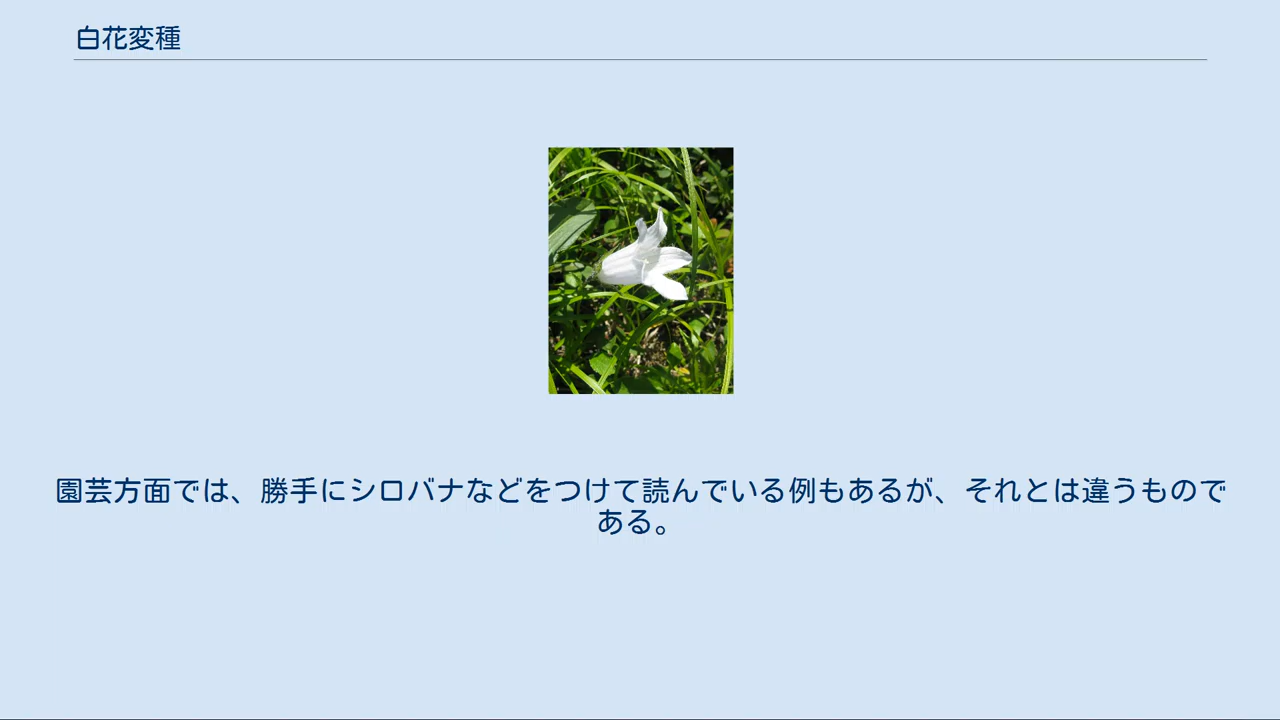 白花変種
園芸方面では、勝手にシロバナなどをつけて読んでいる例もあるが、それとは違うもので
ある。